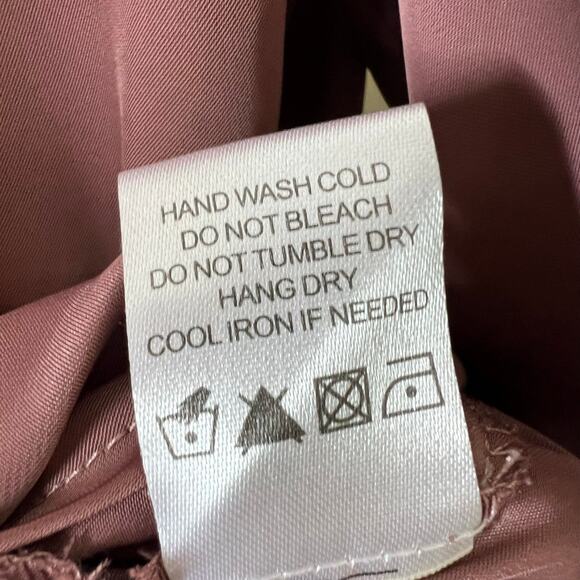 HAND WASH COLD
DO NOT BLEACH
DO NOT TUMBLE DRY
HANG DRY
COOL IRON IF NEEDED